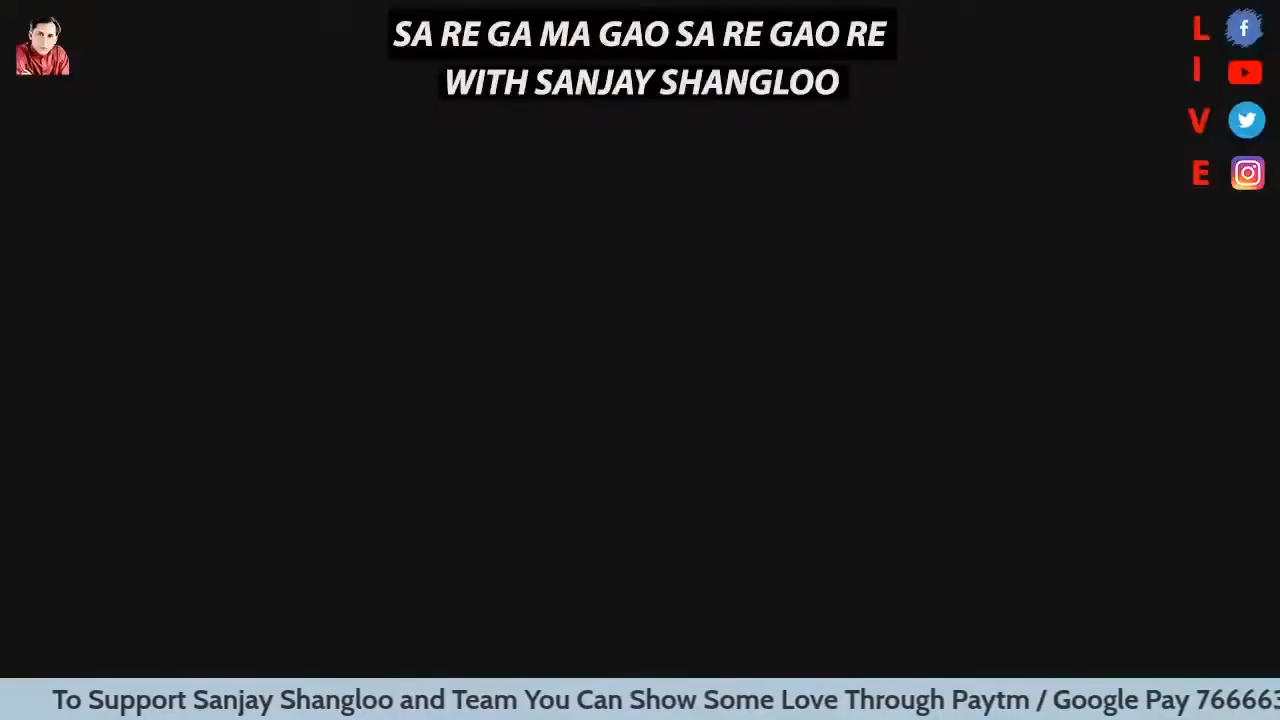 SA RE GA MA GAO SA RE GAO RE
WITH SANJAY SHANGLOO
L
I
V
E
To Support Sanjay Shangloo and Team You Can Show Some Love Through Paytm / Google Pay 766663